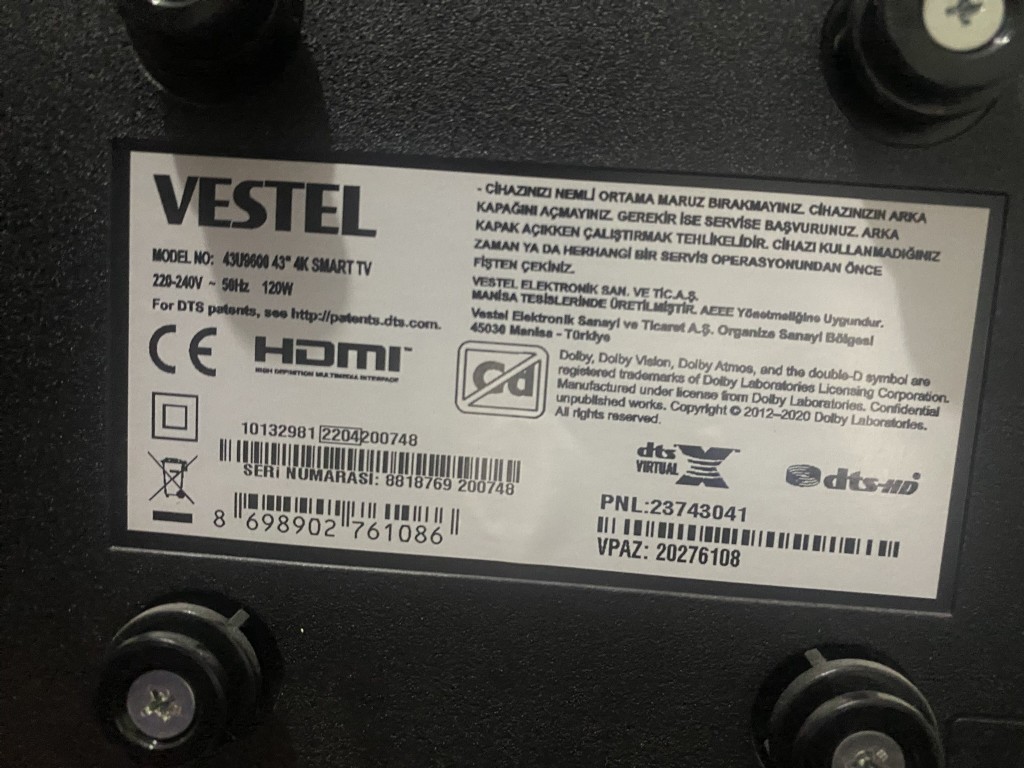 VESTEL
MODEL NO: 43U9600 43" 4K SMART TV
220-240V ~ 50Hz 120W
For DTS patents, see http://patents.dts.com.
CE HDMI
HIGH DEFINITION MULTIMEDIA INTERFACE
10132981 2204200748
SERI NUMARASI: 8818769 200748
8 698902 761086
- CİHAZINIZI NEMLİ ORTAMA MARUZ BIRAKMAYINIZ. CİHAZINIZIN ARKA
KAPAĞINI AÇMAYINIZ. GEREKİR İSE SERVİSE BAŞVURUNUZ. ARKA
KAPAK AÇIKKEN ÇALIŞTIRMAK TEHLİKELİDİR. CİHAZI KULLANMADIĞINIZ
ZAMAN YA DA HERHANGİ BİR SERVİS OPERASYONUNDAN ÖNCE
FİŞTEN ÇEKİNİZ.
VESTEL ELEKTRONİK SAN. VE TİC.A.Ş.
MANİSA TESİSLERİNDE ÜRETİLMİŞTİR. AEEE Yönetmeliğine Uygundur.
Vestel Elektronik Sanayi ve Ticaret A.Ş. Organize Sanayi Bölgesi
45030 Manisa - Türkiye
Cd
Dolby, Dolby Vision, Dolby Atmos, and the double-D symbol are
registered trademarks of Dolby Laboratories Licensing Corporation.
Manufactured under license from Dolby Laboratories. Confidential
unpublished works. Copyright © 2012–2020 Dolby Laboratories.
All rights reserved.
dts X
VIRTUAL
dts-HD
PNL:23743041
VPAZ: 20276108